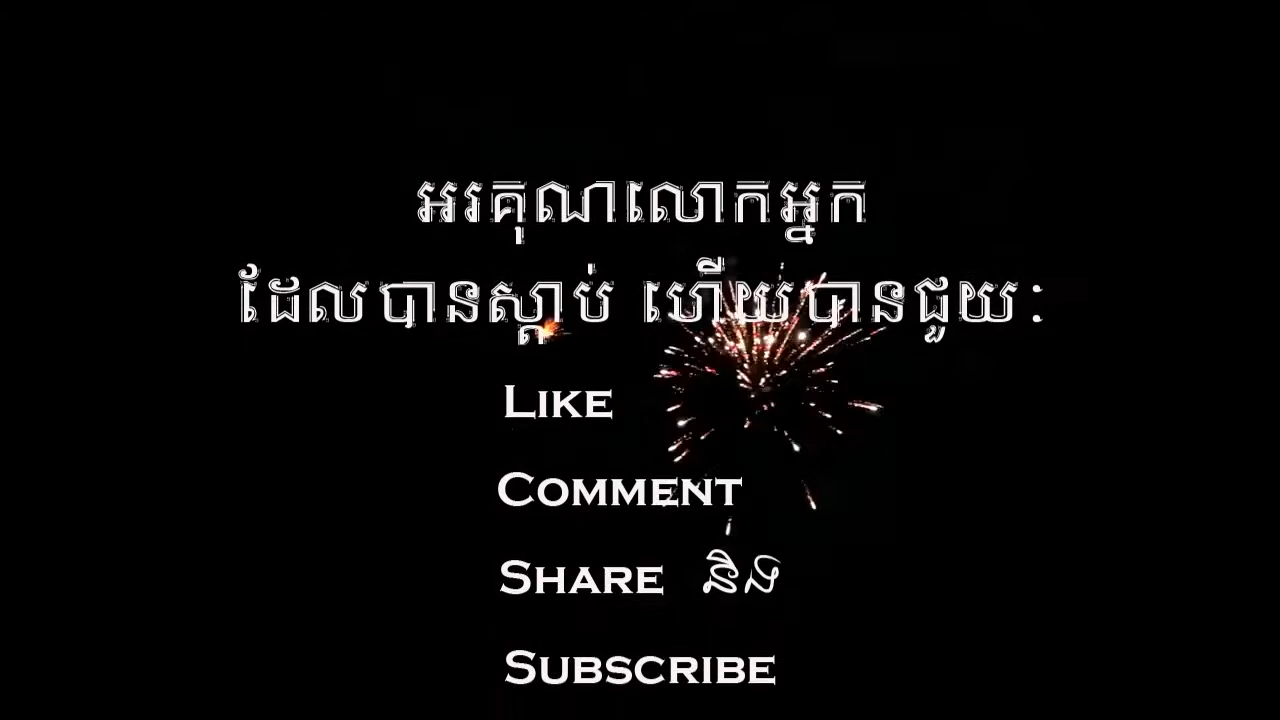 អរគុណលោកអ្នក
ដែលបានស្ដាប់ ហើយបានជួយៈ
Like
Comment
Share និង
Subscribe